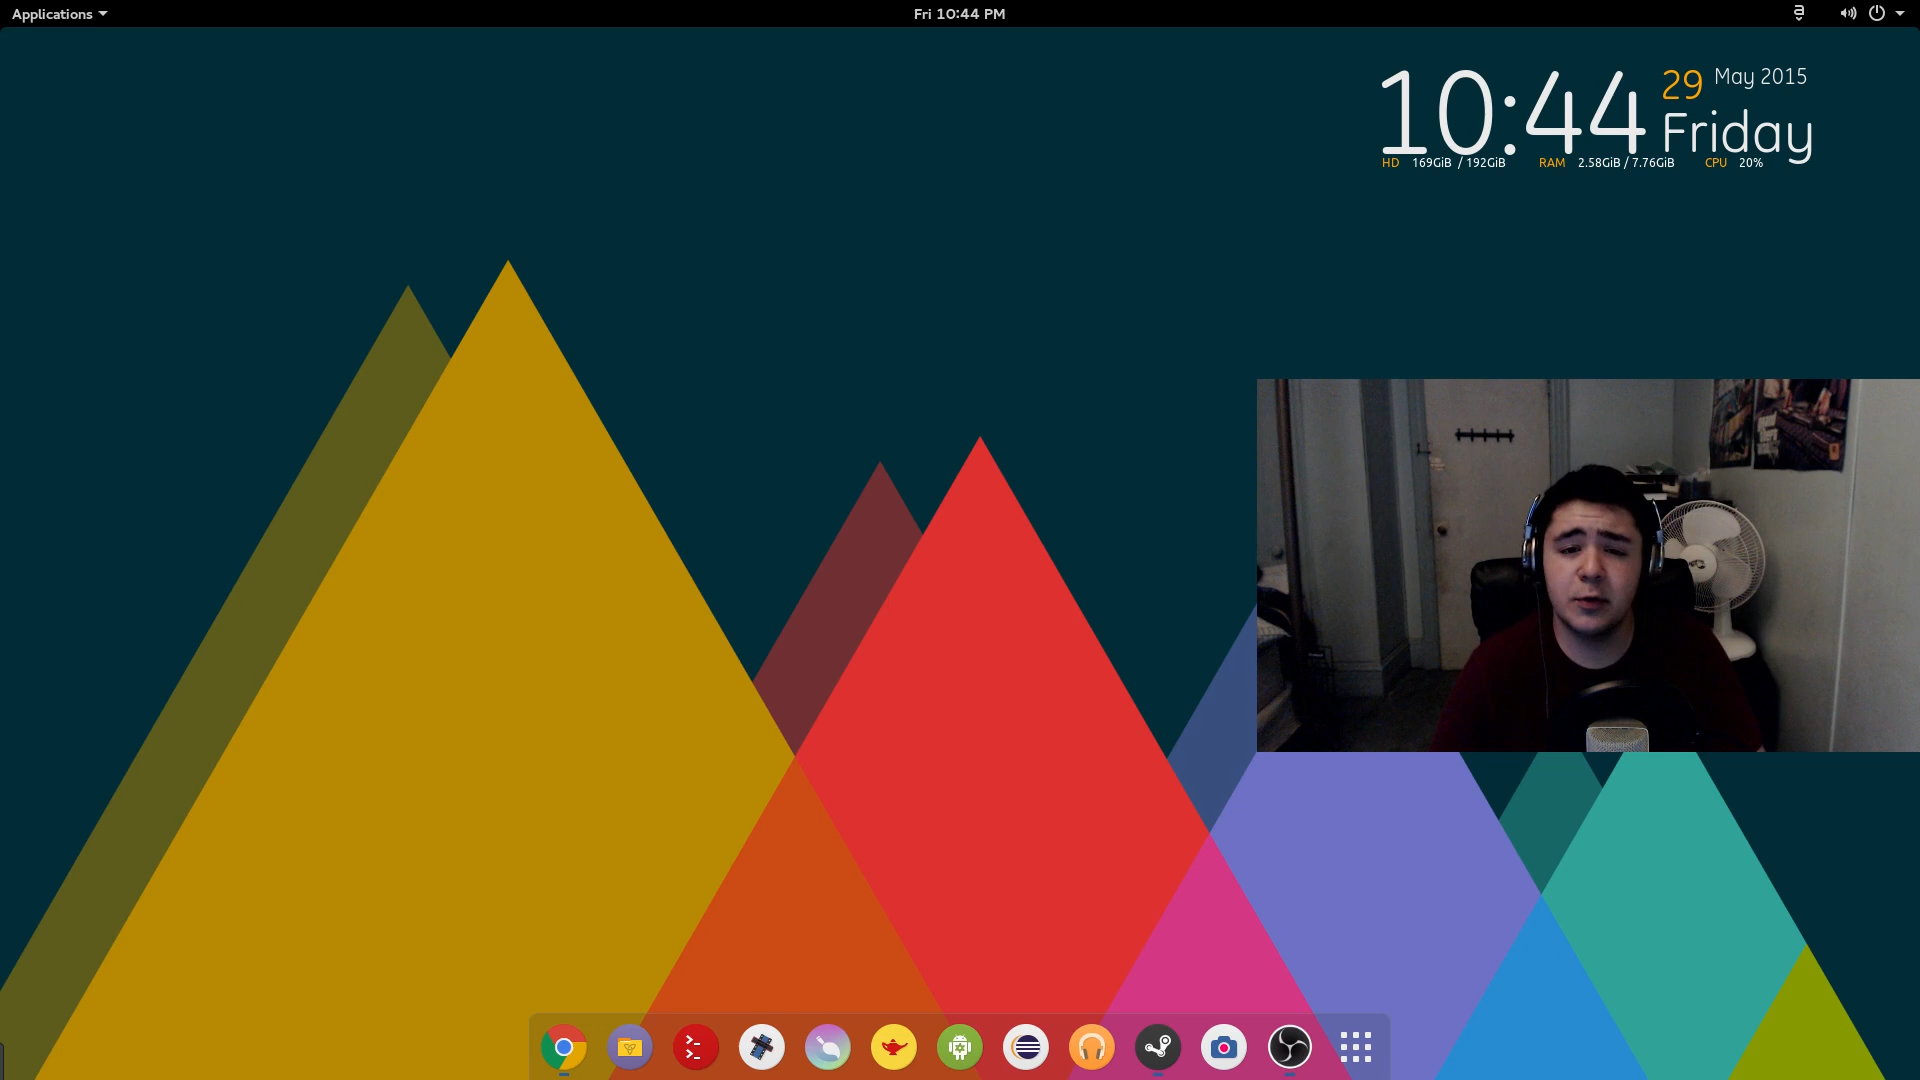 Applications
Fri 10:44 PM
a
10:44
29 May 2015
Friday
HD 169GiB / 192GiB RAM 2.58GiB / 7.76GiB CPU 20%